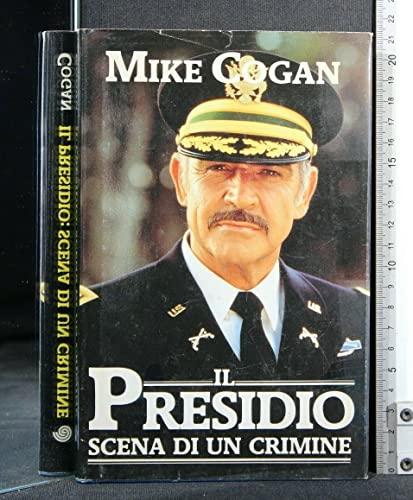 MIKE COGAN
U.S.
U.S.
IL
PRESIDIO
SCENA DI UN CRIMINE
COGAN IL PRESIDIO: SCENA DI UN CRIMINE